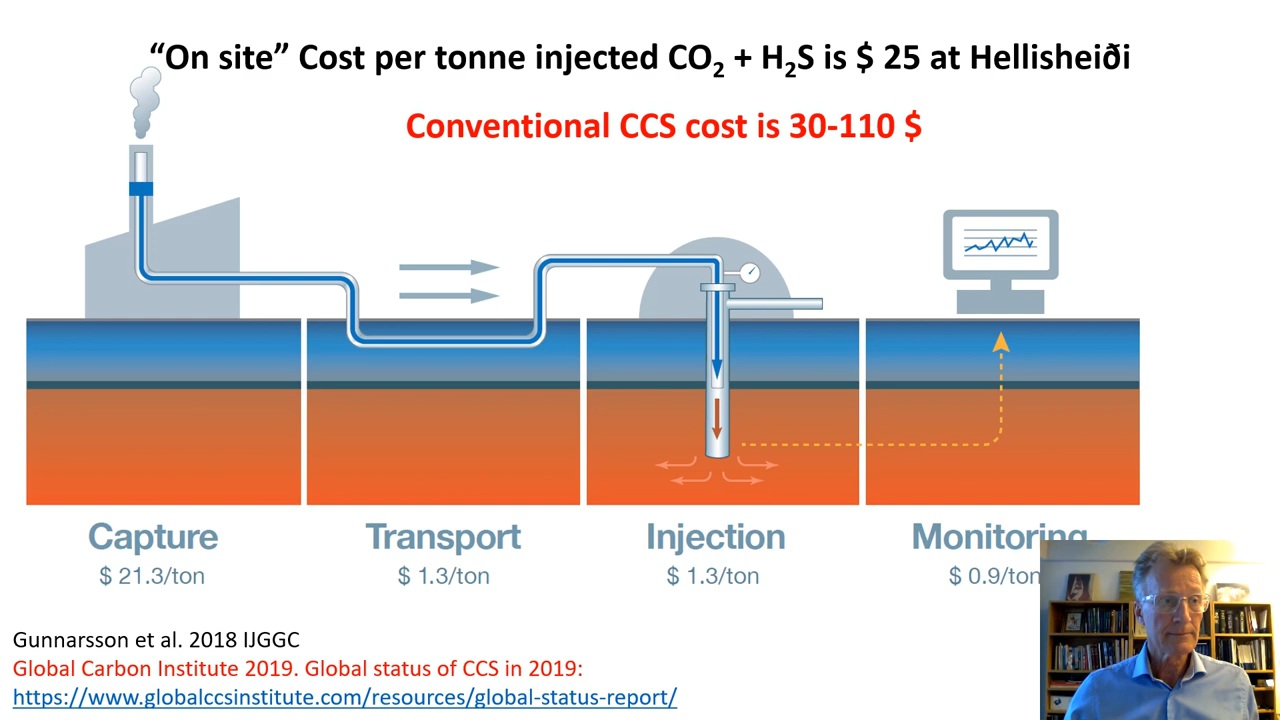 “On site” Cost per tonne injected CO₂ + H₂S is $ 25 at Hellisheiði
Conventional CCS cost is 30-110 $
Capture
Transport
Injection
Monitoring
$ 21.3/ton
$ 1.3/ton
$ 1.3/ton
$ 0.9/ton
Gunnarsson et al. 2018 IJGGC
Global Carbon Institute 2019. Global status of CCS in 2019:
https://www.globalccsinstitute.com/resources/global-status-report/